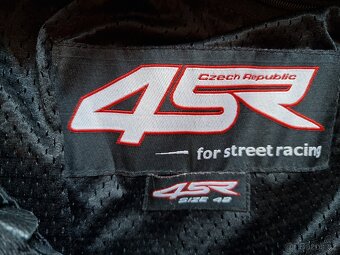 Czech Republic
4SR
for street racing
4SR
SIZE 48